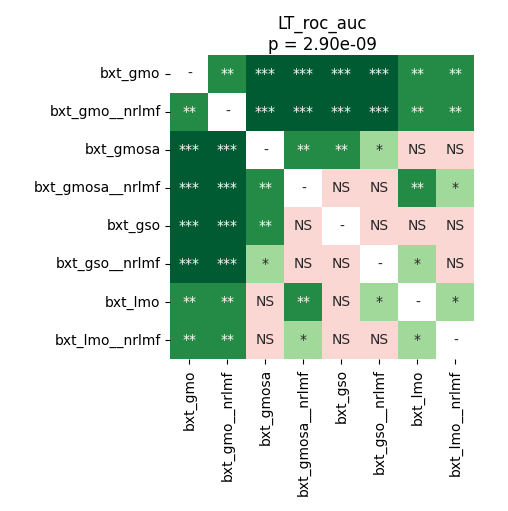 LT_roc_auc
p = 2.90e-09
bxt_gmo - ** *** *** *** *** ** **
bxt_gmo__nrlmf ** - *** *** *** *** ** **
bxt_gmosa *** *** - ** ** * NS NS
bxt_gmosa__nrlmf *** *** ** - NS NS ** *
bxt_gso *** *** ** NS - NS NS NS
bxt_gso__nrlmf *** *** * NS NS - * NS
bxt_lmo ** ** NS ** NS * - *
bxt_lmo__nrlmf ** ** NS * NS NS * -
bxt_gmo
bxt_gmo__nrlmf
bxt_gmosa
bxt_gmosa__nrlmf
bxt_gso
bxt_gso__nrlmf
bxt_lmo
bxt_lmo__nrlmf